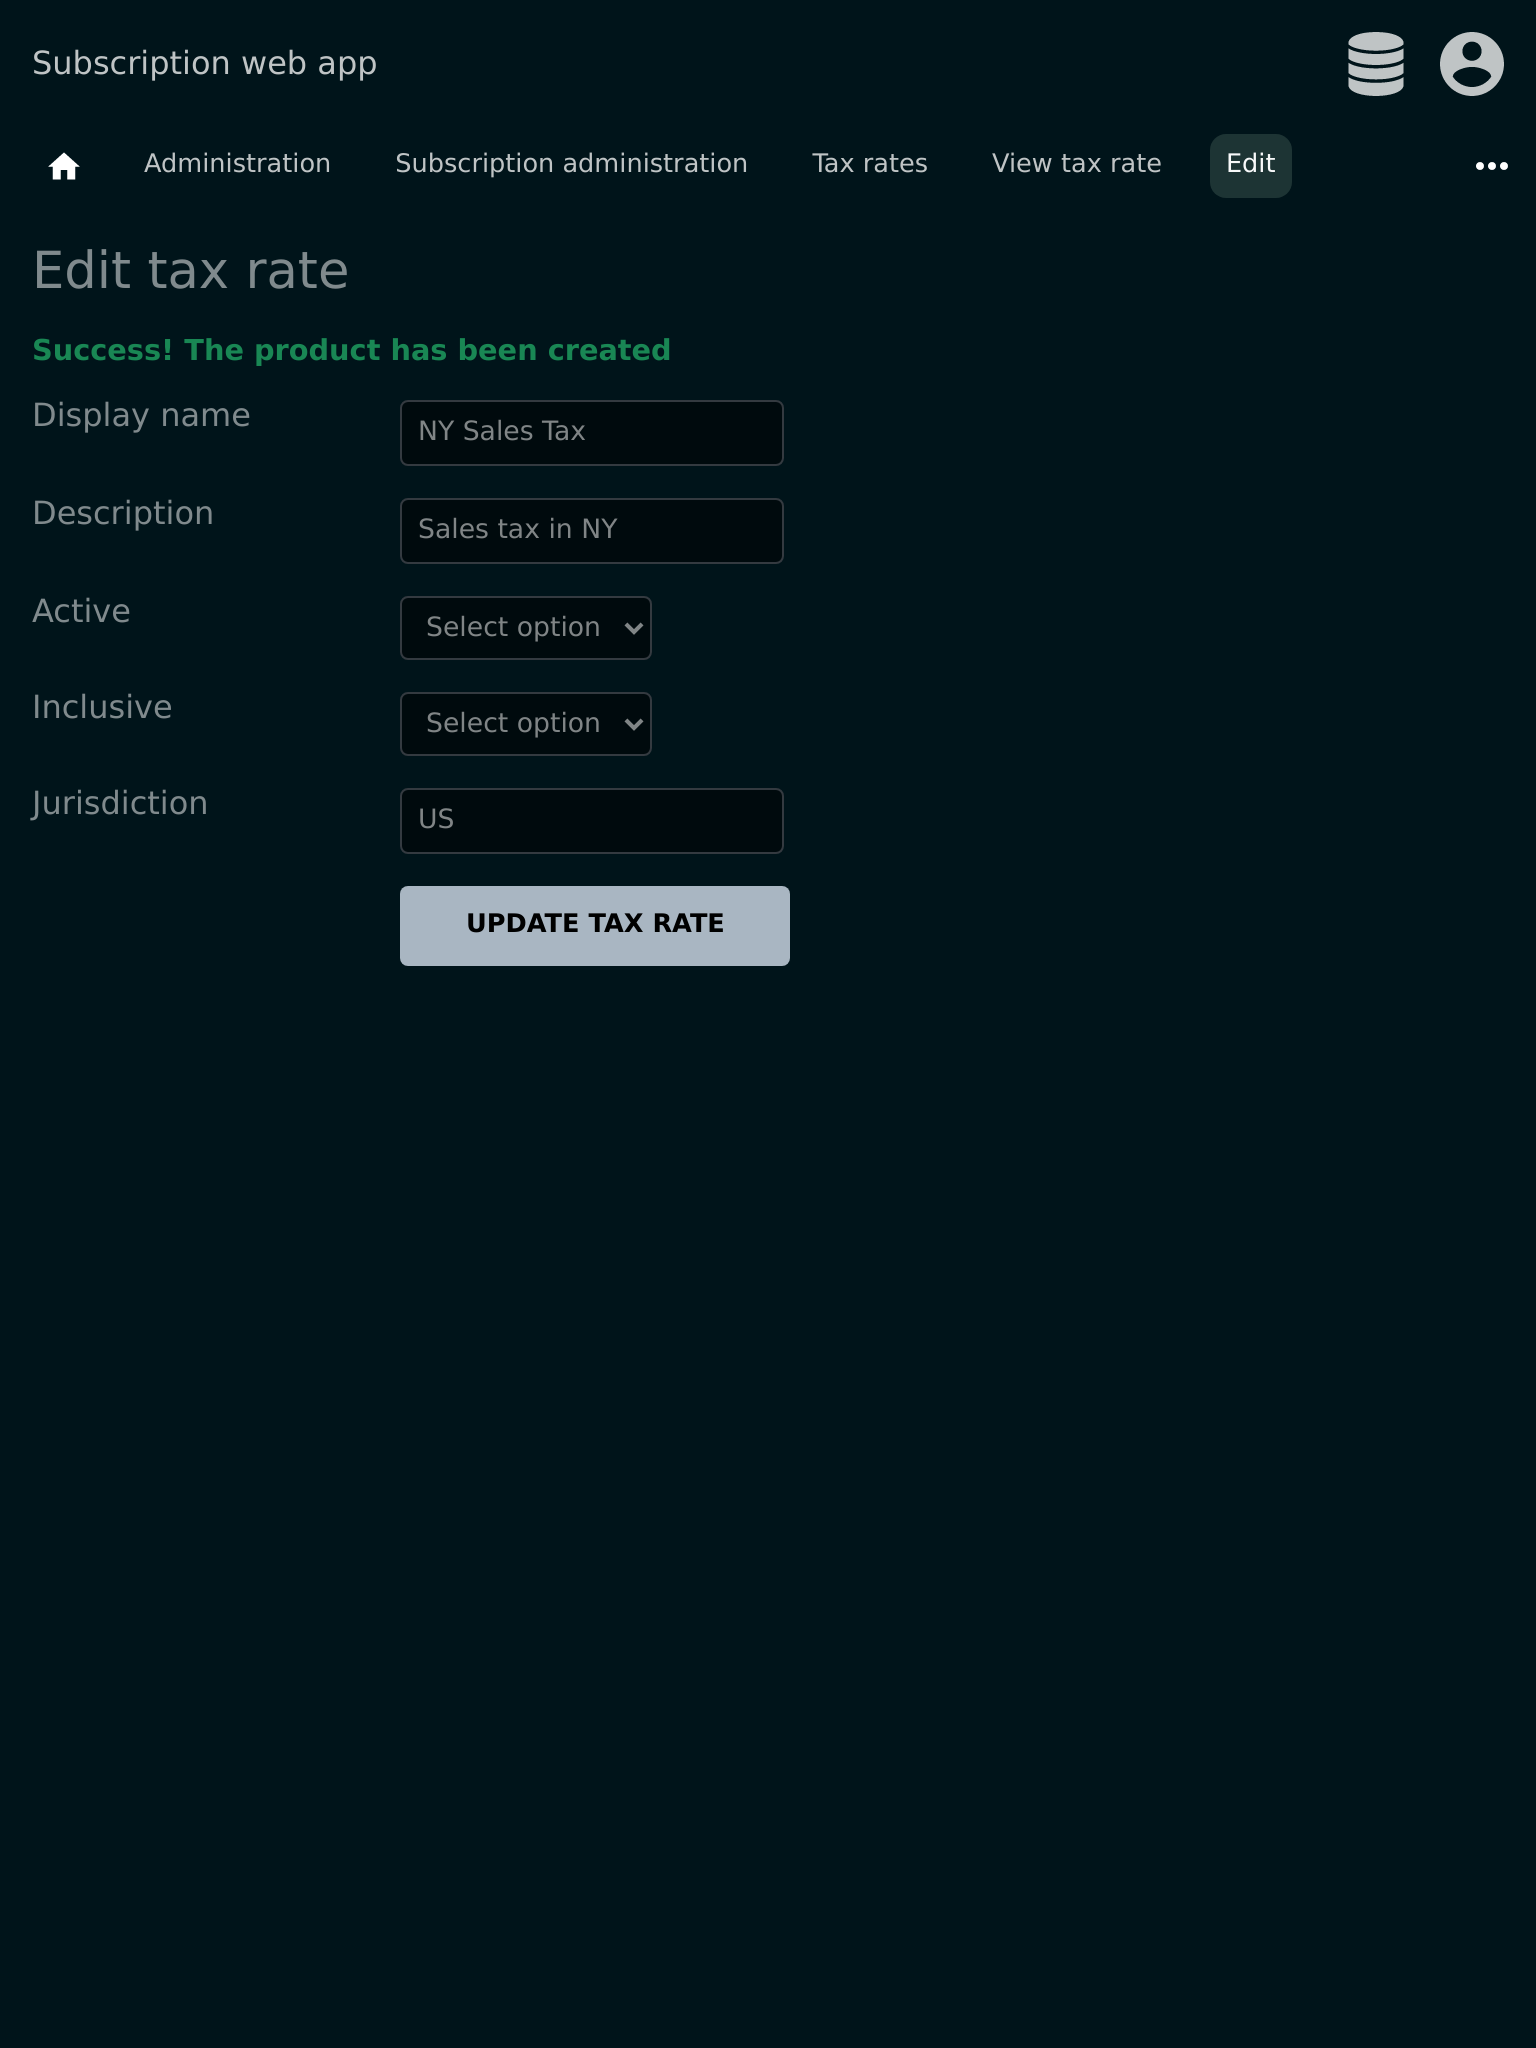 Subscription web app
Administration Subscription administration Tax rates View tax rate Edit
Edit tax rate
Success! The product has been created
Display name NY Sales Tax
Description Sales tax in NY
Active Select option
Inclusive Select option
Jurisdiction US
UPDATE TAX RATE